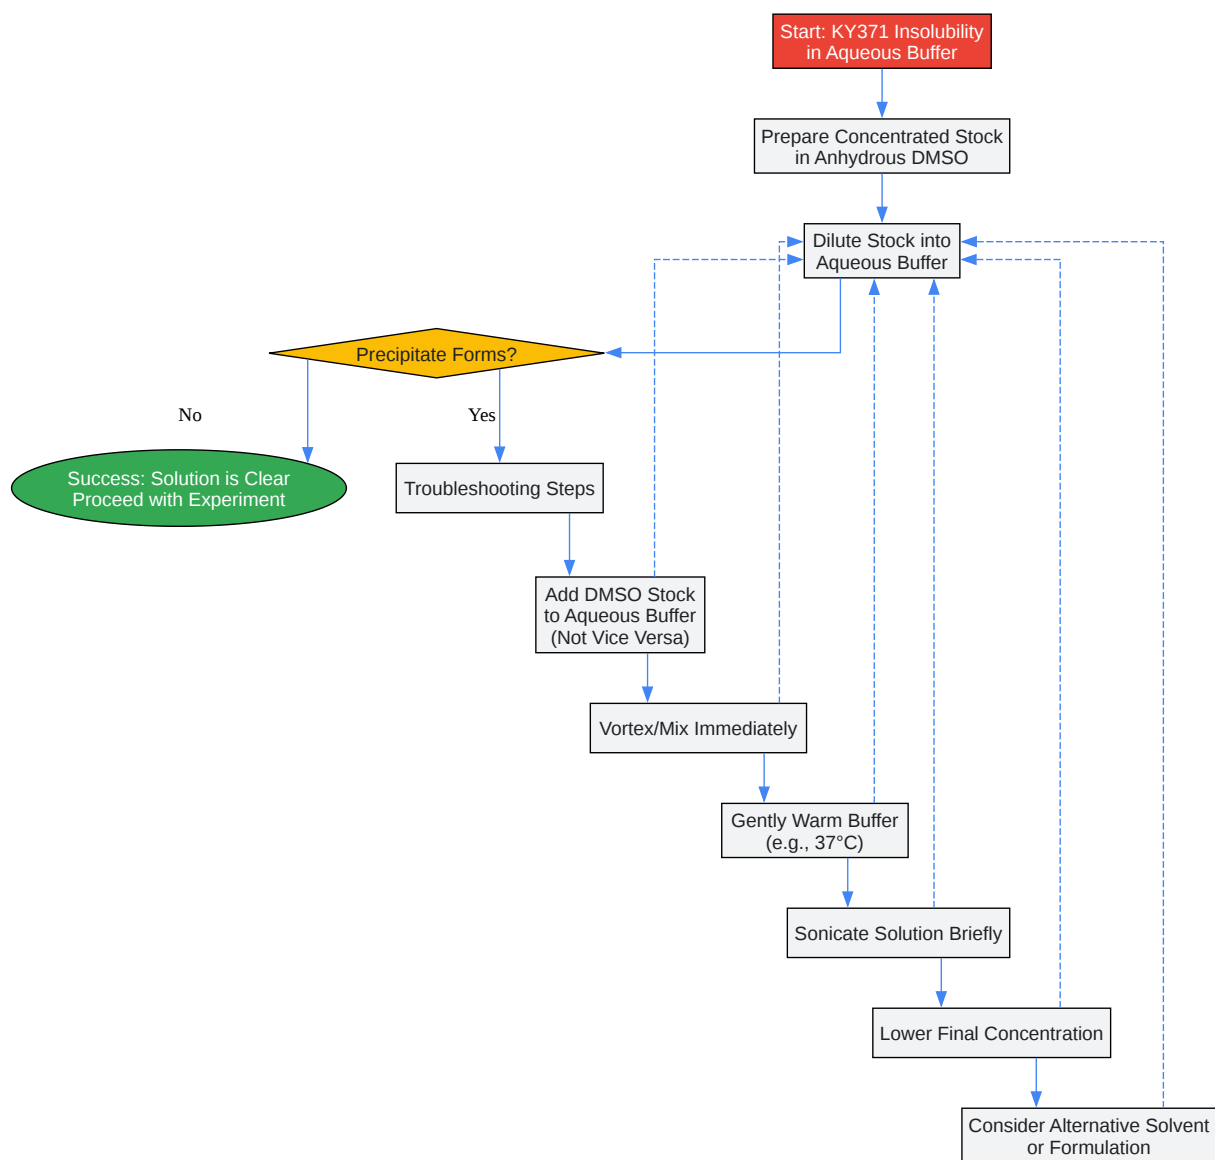 Start: KY371 Insolubility
in Aqueous Buffer
Prepare Concentrated Stock
in Anhydrous DMSO
Dilute Stock into
Aqueous Buffer
Precipitate Forms?
No
Yes
Success: Solution is Clear
Proceed with Experiment
Troubleshooting Steps
Add DMSO Stock
to Aqueous Buffer
(Not Vice Versa)
Vortex/Mix Immediately
Gently Warm Buffer
(e.g., 37°C)
Sonicate Solution Briefly
Lower Final Concentration
Consider Alternative Solvent
or Formulation